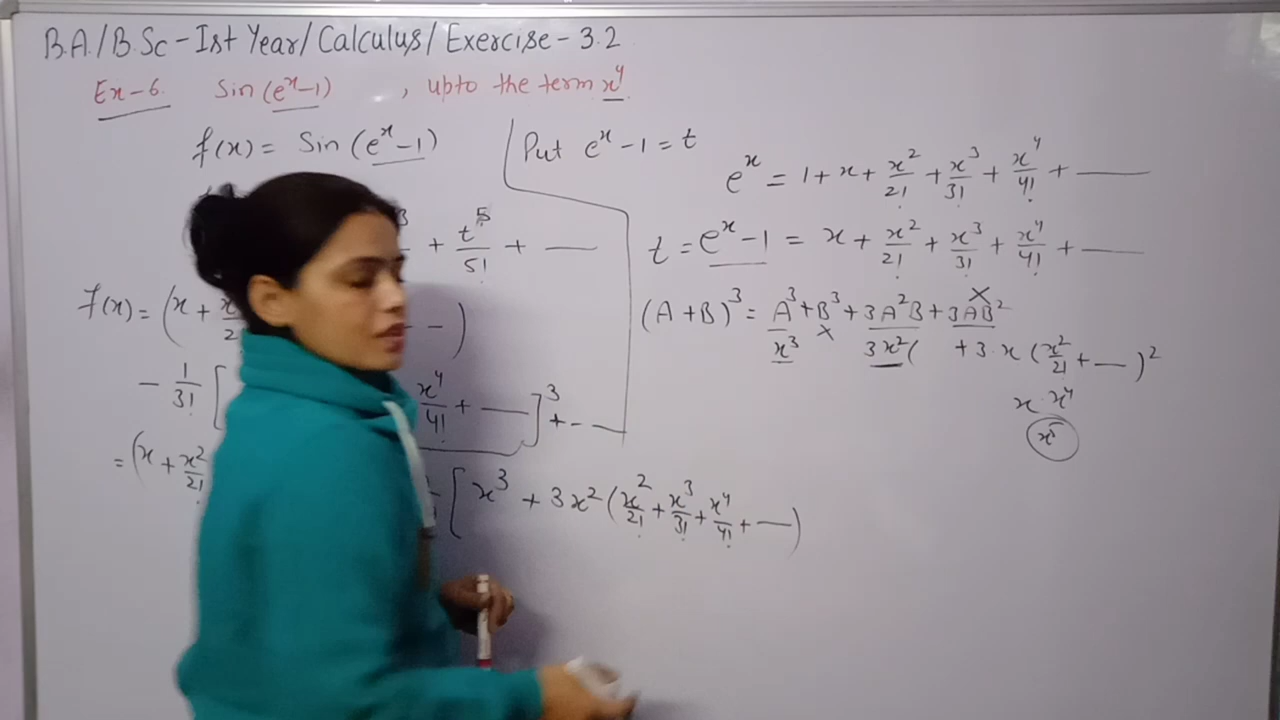 B.A/B.Sc-Ist Year/Calculus/Exercise-3.2
Ex-6. Sin(e^x-1) , upto the term x^4
f(x) = Sin(e^x-1)
Put e^x-1=t
+ t^5/5! + —
f(x) = (x + - -)
- 1/3! [ x^4/4! + — ]^3 + - —
= (x + x^2/2! [ x^3 + 3x^2 (x^2/2! + x^3/3! + x^4/4! + —)
e^x = 1 + x + x^2/2! + x^3/3! + x^4/4! + —
t = e^x-1 = x + x^2/2! + x^3/3! + x^4/4! + —
(A+B)^3 = A^3 + B^3 + 3A^2B + 3AB^2
x^3 × 3x^2( + 3.x (x^2/2! + —)^2
x.x^4
x^5